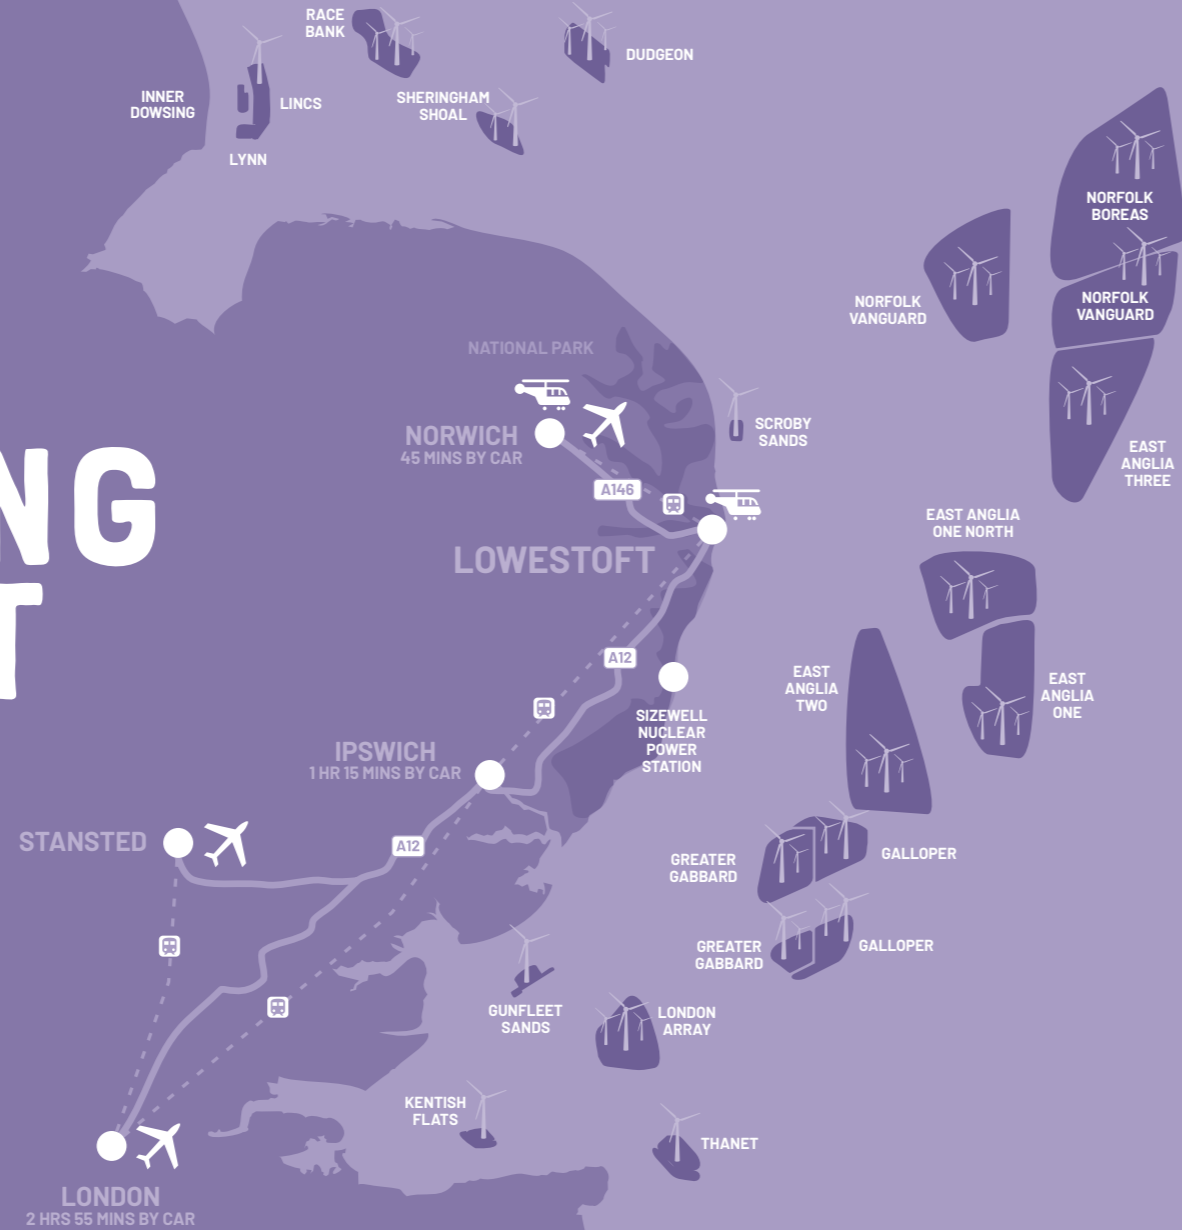 RACE
BANK
DUDGEON
INNER
DOWSING
LINCS
SHERINGHAM
SHOAL
LYNN
NORFOLK
BOREAS
NORFOLK
VANGUARD
NORFOLK
VANGUARD
NATIONAL PARK
NORWICH
45 MINS BY CAR
SCROBY
SANDS
EAST
ANGLIA
THREE
A146
NG
T
LOWESTOFT
EAST ANGLIA
ONE NORTH
A12
EAST
ANGLIA
TWO
EAST
ANGLIA
ONE
SIZEWELL
NUCLEAR
POWER
STATION
IPSWICH
1 HR 15 MINS BY CAR
STANSTED
A12
GREATER
GABBARD
GALLOPER
GREATER
GABBARD
GALLOPER
GUNFLEET
SANDS
LONDON
ARRAY
KENTISH
FLATS
THANET
LONDON
2 HRS 55 MINS BY CAR